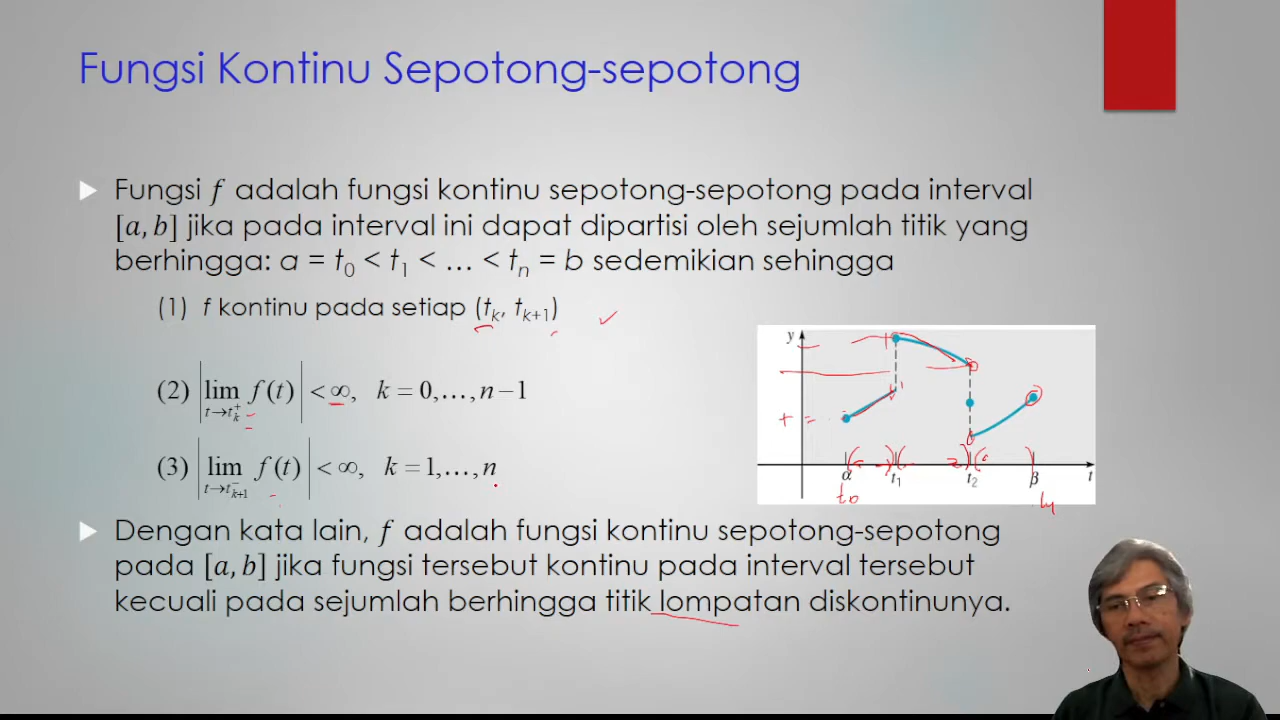 Fungsi Kontinu Sepotong-sepotong
Fungsi f adalah fungsi kontinu sepotong-sepotong pada interval
[a, b] jika pada interval ini dapat dipartisi oleh sejumlah titik yang
berhingga: a = t₀ < t₁ < … < tₙ = b sedemikian sehingga
(1) f kontinu pada setiap (tₖ, tₖ₊₁)
(2) |lim_{t→tₖ⁺} f(t)| < ∞, k = 0,…,n−1
(3) |lim_{t→tₖ₊₁⁻} f(t)| < ∞, k = 1,…,n
y
α t₁ t₂ β t
t₀
Dengan kata lain, f adalah fungsi kontinu sepotong-sepotong
pada [a, b] jika fungsi tersebut kontinu pada interval tersebut
kecuali pada sejumlah berhingga titik lompatan diskontinunya.